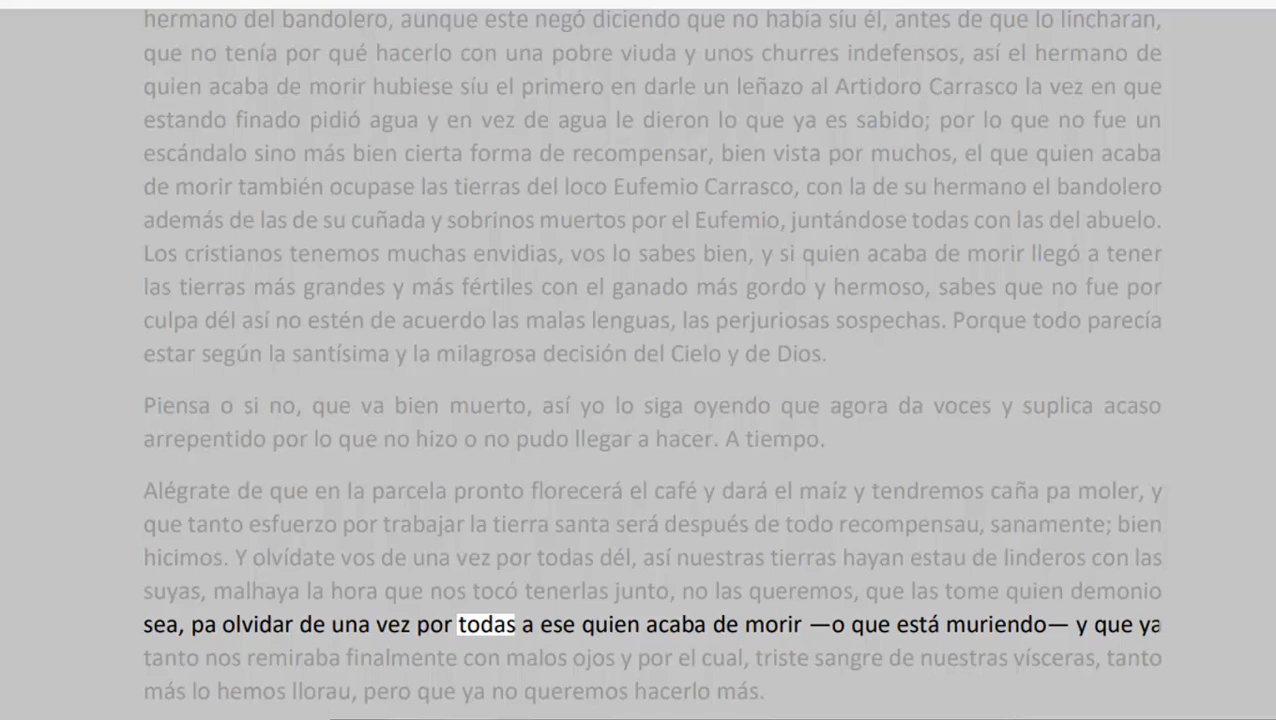 hermano del bandolero, aunque este negó diciendo que no había síu él, antes de que lo lincharan,
que no tenía por qué hacerlo con una pobre viuda y unos churres indefensos, así el hermano de
quien acaba de morir hubiese síu el primero en darle un leñazo al Artidoro Carrasco la vez en que
estando finado pidió agua y en vez de agua le dieron lo que ya es sabido; por lo que no fue un
escándalo sino más bien cierta forma de recompensar, bien vista por muchos, el que quien acaba
de morir también ocupase las tierras del loco Eufemio Carrasco, con la de su hermano el bandolero
además de las de su cuñada y sobrinos muertos por el Eufemio, juntándose todas con las del abuelo.
Los cristianos tenemos muchas envidias, vos lo sabes bien, y si quien acaba de morir llegó a tener
las tierras más grandes y más fértiles con el ganado más gordo y hermoso, sabes que no fue por
culpa dél así no estén de acuerdo las malas lenguas, las perjuriosas sospechas. Porque todo parecía
estar según la santísima y la milagrosa decisión del Cielo y de Dios.
Piensa o si no, que va bien muerto, así yo lo siga oyendo que agora da voces y suplica acaso
arrepentido por lo que no hizo o no pudo llegar a hacer. A tiempo.
Alégrate de que en la parcela pronto florecerá el café y dará el maíz y tendremos caña pa moler, y
que tanto esfuerzo por trabajar la tierra santa será después de todo recompensau, sanamente; bien
hicimos. Y olvídate vos de una vez por todas dél, así nuestras tierras hayan estau de linderos con las
suyas, malhaya la hora que nos tocó tenerlas junto, no las queremos, que las tome quien demonio
sea, pa olvidar de una vez por todas a ese quien acaba de morir —o que está muriendo— y que ya
tanto nos remiraba finalmente con malos ojos y por el cual, triste sangre de nuestras vísceras, tanto
más lo hemos llorau, pero que ya no queremos hacerlo más.